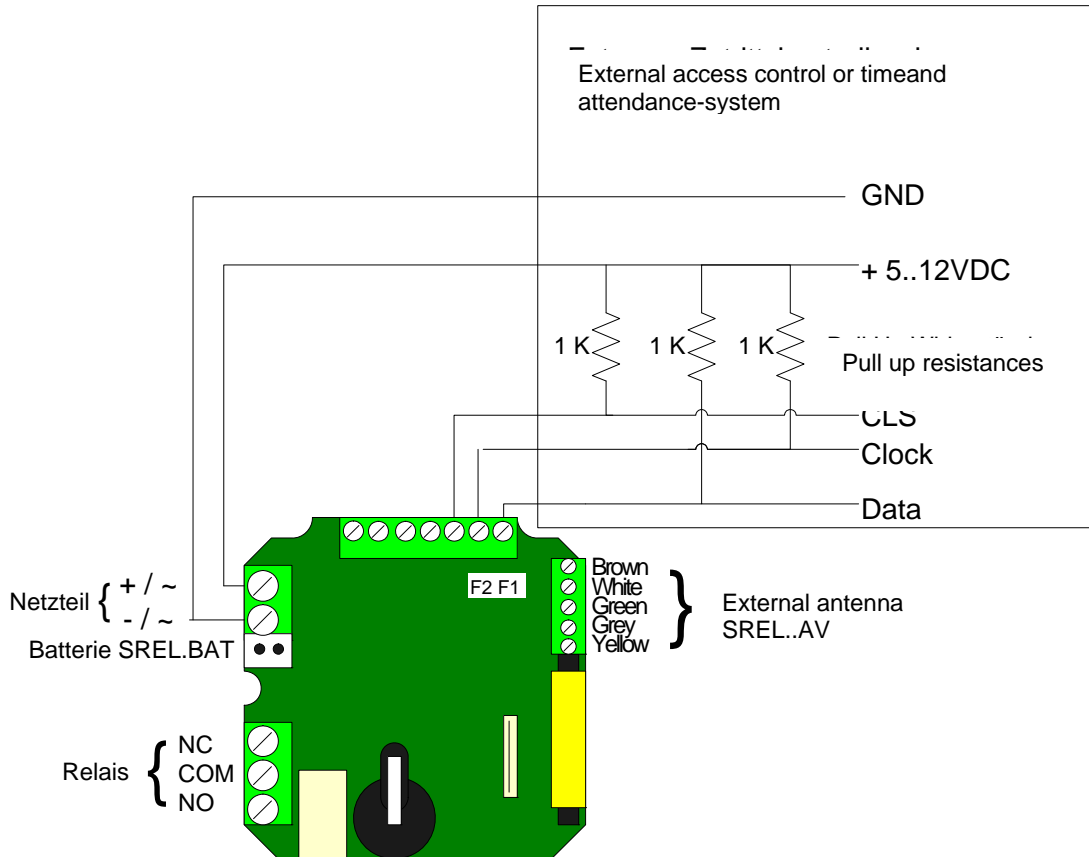 External access control or timeand
attendance-system
GND
+ 5..12VDC
1 K
1 K
1 K
Pull up resistances
CLS
Clock
Data
F2 F1
Brown
White
Green
Grey
Yellow
External antenna
SREL..AV
Netzteil { + / ~
- / ~
Batterie SREL.BAT
Relais { NC
COM
NO